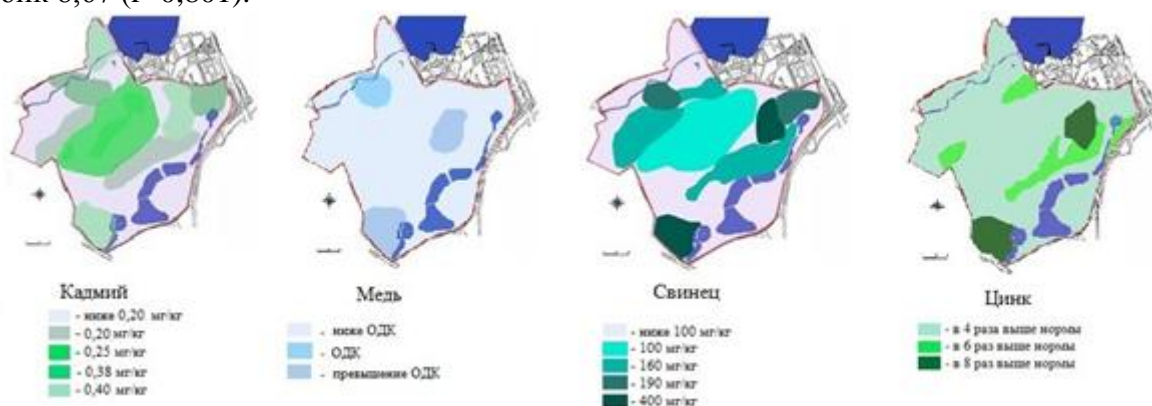 Кадмий
- ниже 0,20 мг/кг
- 0,20 мг/кг
- 0,25 мг/кг
- 0,38 мг/кг
- 0,40 мг/кг
Медь
- ниже ОДК
- ОДК
- превышение ОДК
Свинец
- ниже 100 мг/кг
- 100 мг/кг
- 160 мг/кг
- 190 мг/кг
- 400 мг/кг
Цинк
- в 4 раза выше нормы
- в 6 раз выше нормы
- в 8 раз выше нормы